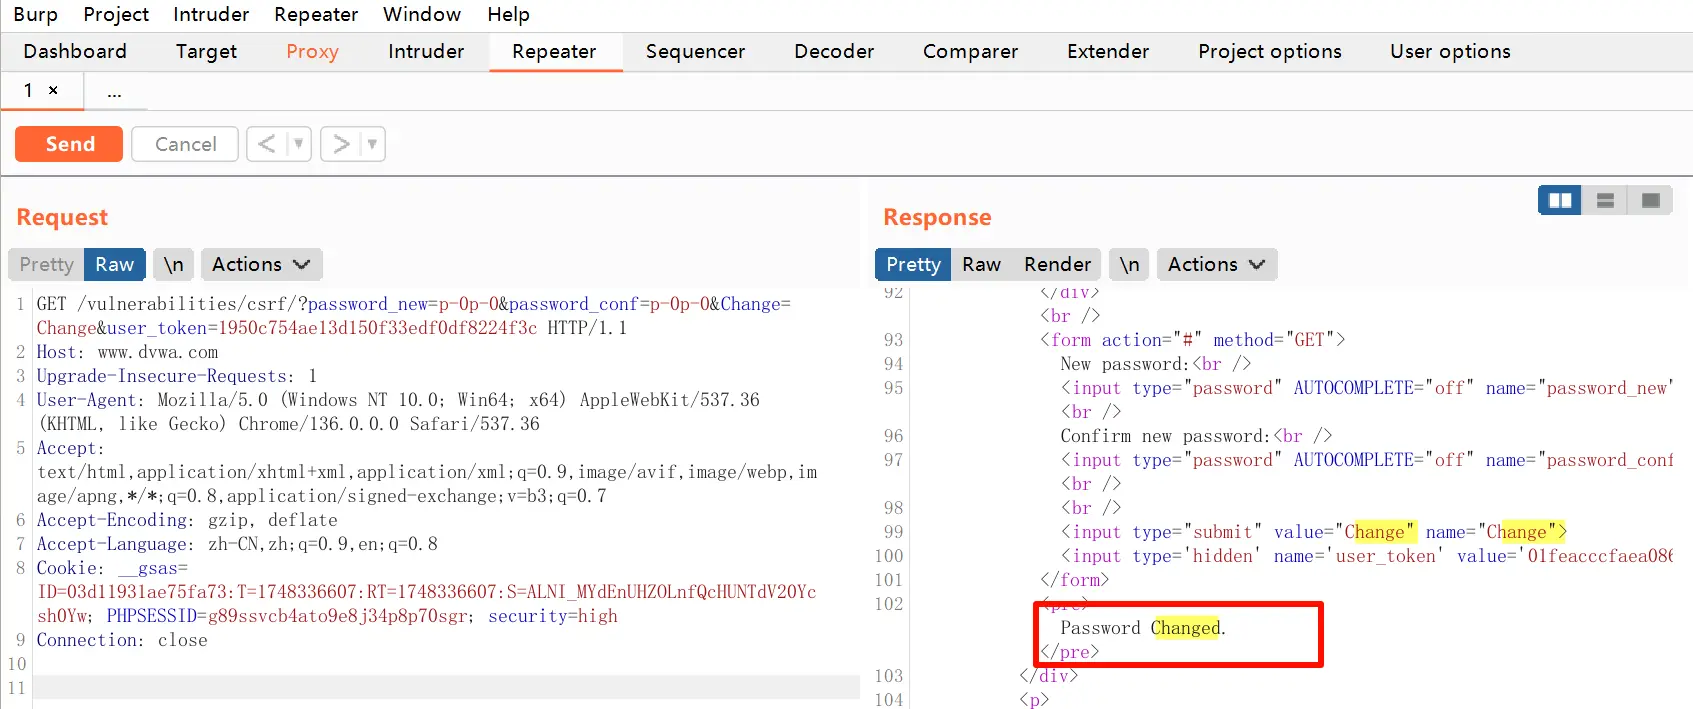 Burp Project Intruder Repeater Window Help
Dashboard Target Proxy Intruder Repeater Sequencer Decoder Comparer Extender Project options User options
1 × ...
Send Cancel < >
Request
Pretty Raw \n Actions
1 GET /vulnerabilities/csrf/?password_new=p-0p-0&password_conf=p-0p-0&Change=
Change&user_token=1950c754ae13d150f33edf0df8224f3c HTTP/1.1
2 Host: www.dvwa.com
3 Upgrade-Insecure-Requests: 1
4 User-Agent: Mozilla/5.0 (Windows NT 10.0; Win64; x64) AppleWebKit/537.36
(KHTML, like Gecko) Chrome/136.0.0.0 Safari/537.36
5 Accept:
text/html,application/xhtml+xml,application/xml;q=0.9,image/avif,image/webp,im
age/apng,*/*;q=0.8,application/signed-exchange;v=b3;q=0.7
6 Accept-Encoding: gzip, deflate
7 Accept-Language: zh-CN,zh;q=0.9,en;q=0.8
8 Cookie: __gsas=
ID=03d11931ae75fa73:T=1748336607:RT=1748336607:S=ALNI_MYdEnUHZOLnfQcHUNTdV20Yc
sh0Yw; PHPSESSID=g89ssvcb4ato9e8j34p8p70sgr; security=high
9 Connection: close
10
11
Response
Pretty Raw Render \n Actions
92 </div>
<br />
93 <form action="#" method="GET">
94 New password:<br />
95 <input type="password" AUTOCOMPLETE="off" name="password_new"
<br />
96 Confirm new password:<br />
97 <input type="password" AUTOCOMPLETE="off" name="password_conf
<br />
98 <br />
99 <input type="submit" value="Change" name="Change">
100 <input type='hidden' name='user_token' value='01feacccfaea086
101 </form>
102 <pre>
Password Changed.
</pre>
103 </div>
104 <p>